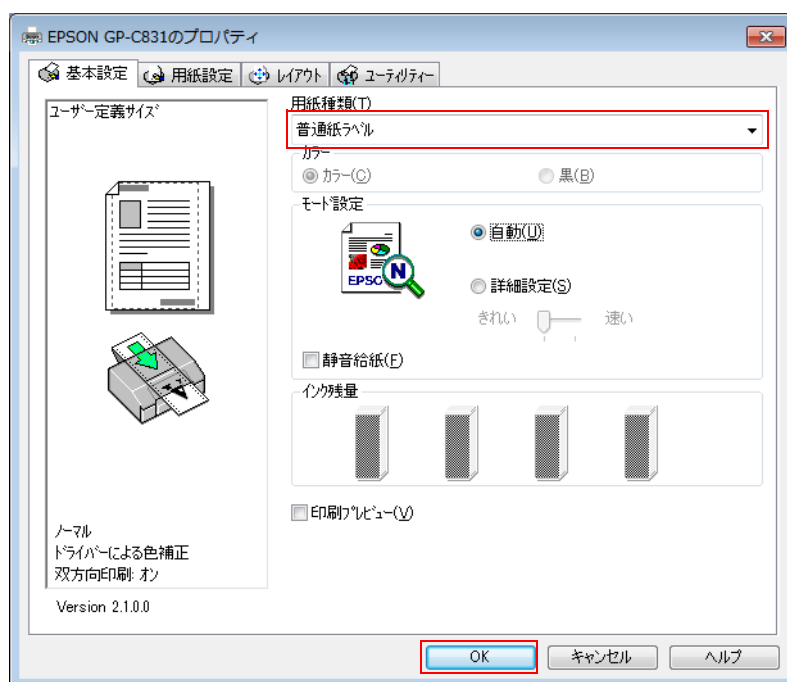 EPSON GP-C831のプロパティ
基本設定 用紙設定 レイアウト ユーティリティー
ユーザー定義サイズ
用紙種類(T)
普通紙ラベル
カラー
カラー(C) 黒(B)
モード設定
自動(U)
EPSON
詳細設定(S)
きれい 速い
静音給紙(F)
インク残量
印刷プレビュー(V)
ノーマル
ドライバーによる色補正
双方向印刷: オン
Version 2.1.0.0
OK キャンセル ヘルプ